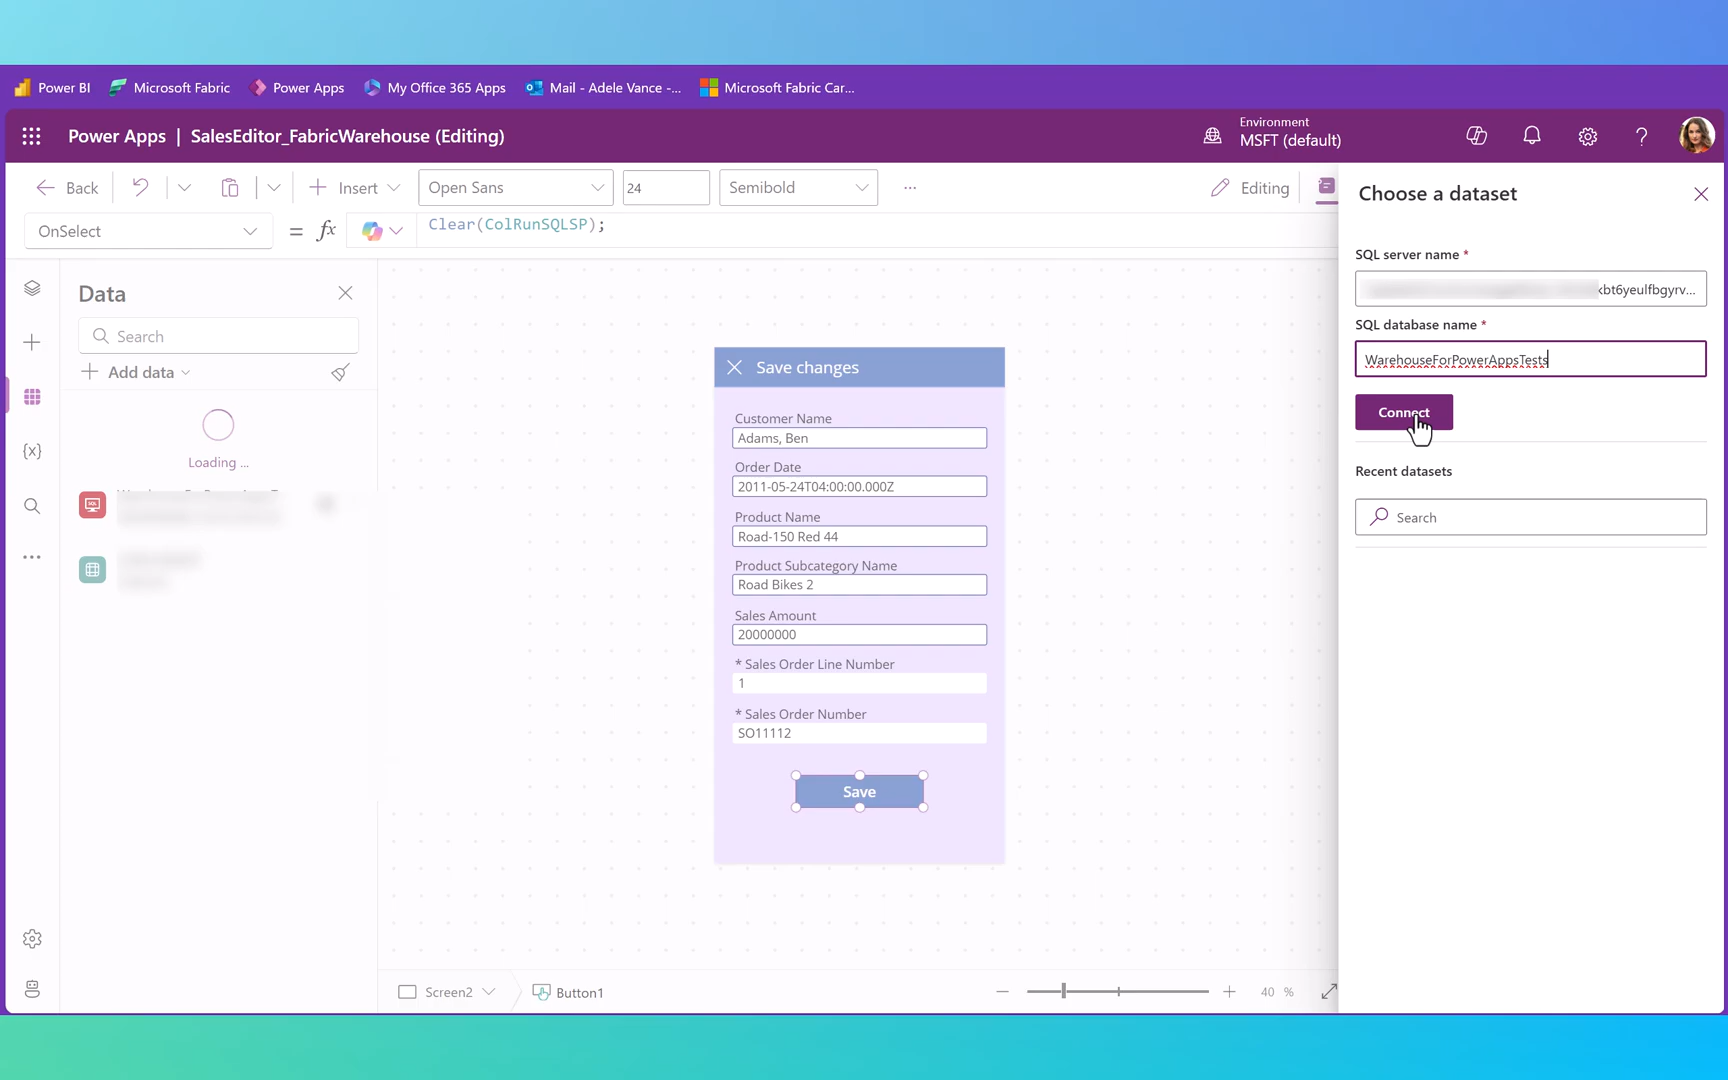 Power BI
Microsoft Fabric
Power Apps
My Office 365 Apps
Mail - Adele Vance -...
Microsoft Fabric Car...
Power Apps | SalesEditor_FabricWarehouse (Editing)
Environment
MSFT (default)
Back
Insert
Open Sans
24
Semibold
...
Editing
OnSelect
= fx
Clear(ColRunSQLSP);
Data
Search
Add data
Loading ...
Save changes
Customer Name
Adams, Ben
Order Date
2011-05-24T04:00:00.000Z
Product Name
Road-150 Red 44
Product Subcategory Name
Road Bikes 2
Sales Amount
20000000
* Sales Order Line Number
1
* Sales Order Number
SO11112
Save
Screen2
Button1
40 %
Choose a dataset
SQL server name *
kbt6yeulfbgyrv...
SQL database name *
WarehouseForPowerAppsTests
Connect
Recent datasets
Search